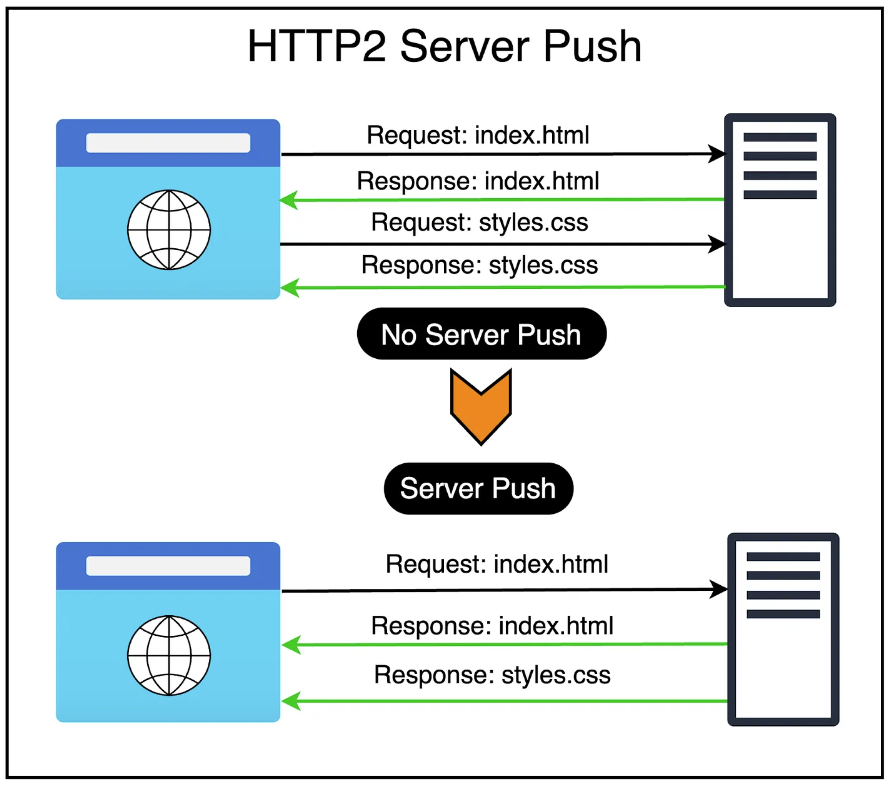 HTTP2 Server Push
Request: index.html
Response: index.html
Request: styles.css
Response: styles.css
No Server Push
Server Push
Request: index.html
Response: index.html
Response: styles.css